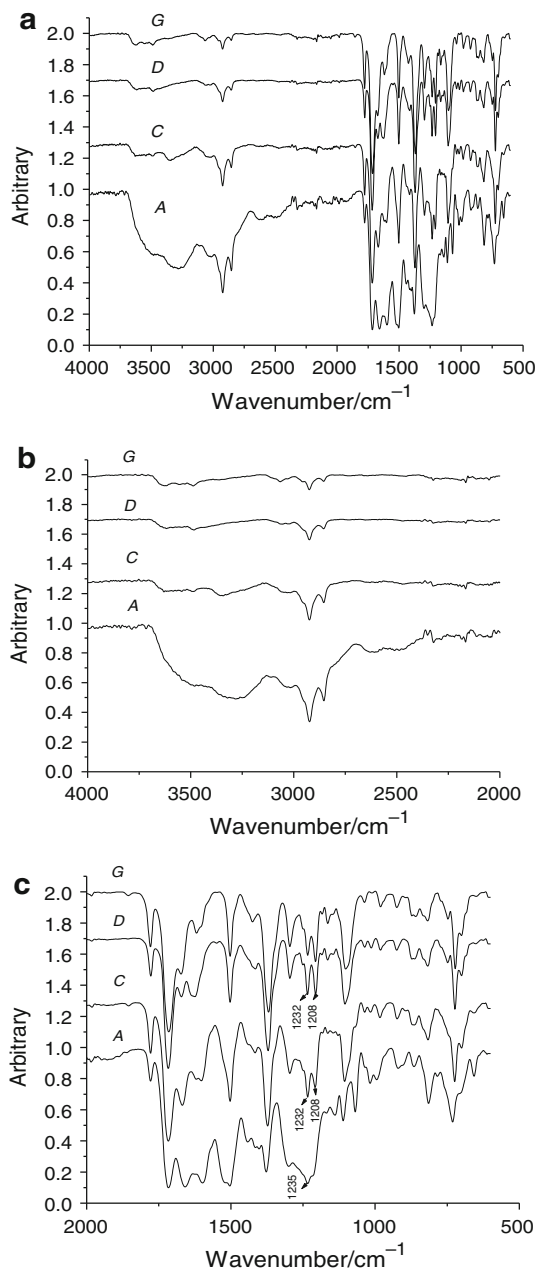 a
G
2.0
1.8
D
1.6
1.4
C
1.2
1.0
A
0.8
0.6
0.4
0.2
0.0
Arbitrary
4000 3500 3000 2500 2000 1500 1000 500
Wavenumber/cm⁻¹
b
G
2.0
1.8
D
1.6
1.4
C
1.2
A
1.0
0.8
0.6
0.4
0.2
0.0
Arbitrary
4000 3500 3000 2500 2000
Wavenumber/cm⁻¹
c
G
2.0
1.8
D
1.6
1.4
C
1.2
1232 1208
1.0
A
0.8
0.6
1232 1208
0.4
0.2
1235
0.0
Arbitrary
2000 1500 1000 500
Wavenumber/cm⁻¹